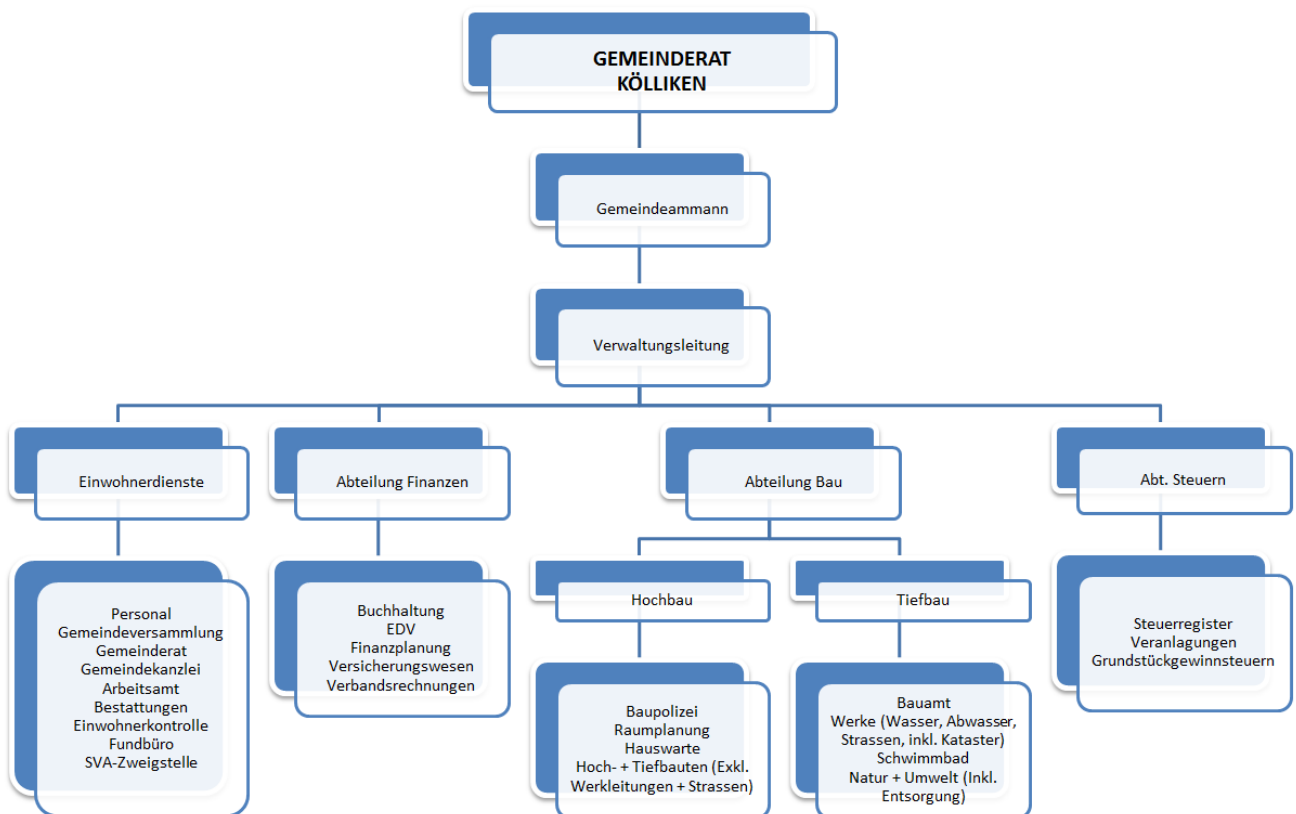 GEMEINDERAT
KÖLLIKEN
Gemeindeammann
Verwaltungsleitung
Einwohnerdienste
Abteilung Finanzen
Abteilung Bau
Abt. Steuern
Personal
Gemeindeversammlung
Gemeinderat
Gemeindekanzlei
Arbeitsamt
Bestattungen
Einwohnerkontrolle
Fundbüro
SVA-Zweigstelle
Buchhaltung
EDV
Finanzplanung
Versicherungswesen
Verbandsrechnungen
Hochbau
Baupolizei
Raumplanung
Hauswarte
Hoch- + Tiefbauten (Exkl.
Werkleitungen + Strassen)
Tiefbau
Bauamt
Werke (Wasser, Abwasser,
Strassen, inkl. Kataster)
Schwimmbad
Natur + Umwelt (Inkl.
Entsorgung)
Steuerregister
Veranlagungen
Grundstückgewinnsteuern